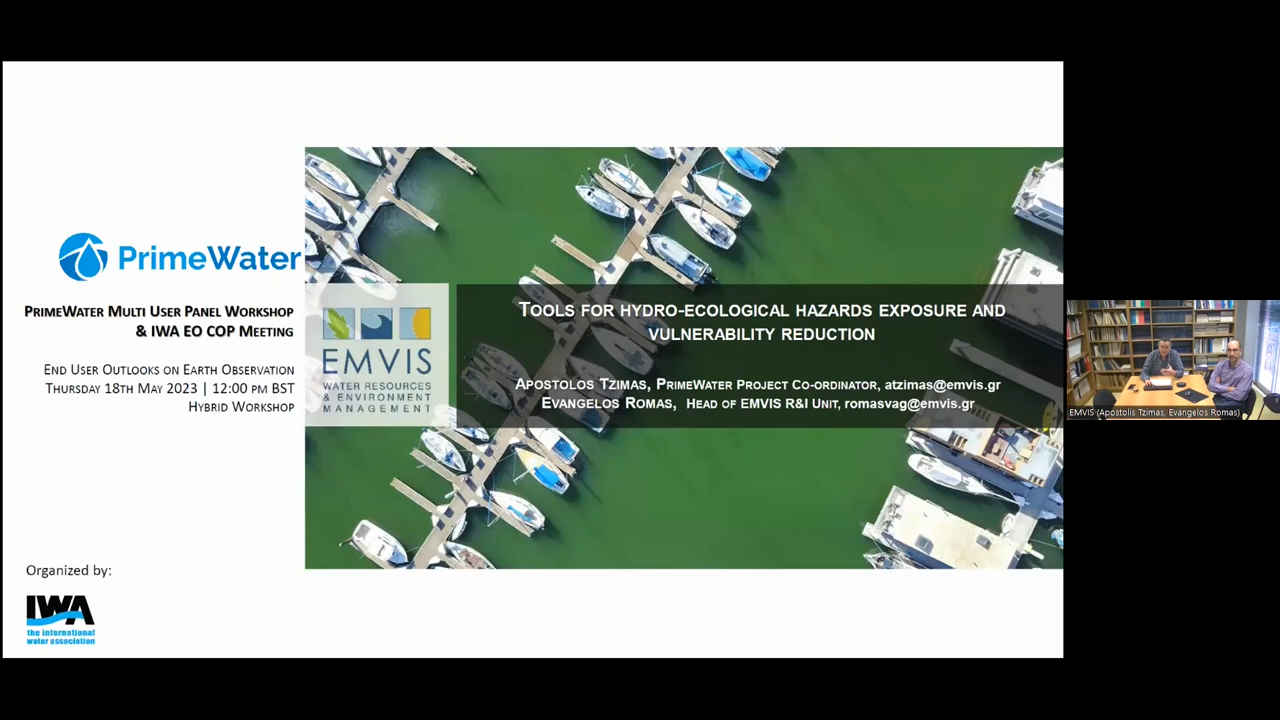 PrimeWater
PRIMEWATER MULTI USER PANEL WORKSHOP
& IWA EO COP MEETING
END USER OUTLOOKS ON EARTH OBSERVATION
THURSDAY 18TH MAY 2023 | 12:00 PM BST
HYBRID WORKSHOP
EMVIS
WATER RESOURCES
& ENVIRONMENT
MANAGEMENT
TOOLS FOR HYDRO-ECOLOGICAL HAZARDS EXPOSURE AND
VULNERABILITY REDUCTION
APOSTOLOS TZIMAS, PRIMEWATER PROJECT CO-ORDINATOR, atzimas@emvis.gr
EVANGELOS ROMAS, HEAD OF EMVIS R&I UNIT, romasvag@emvis.gr
EMVIS (Apostolis Tzimas, Evangelos Romas)
Organized by:
IWA
the international
water association